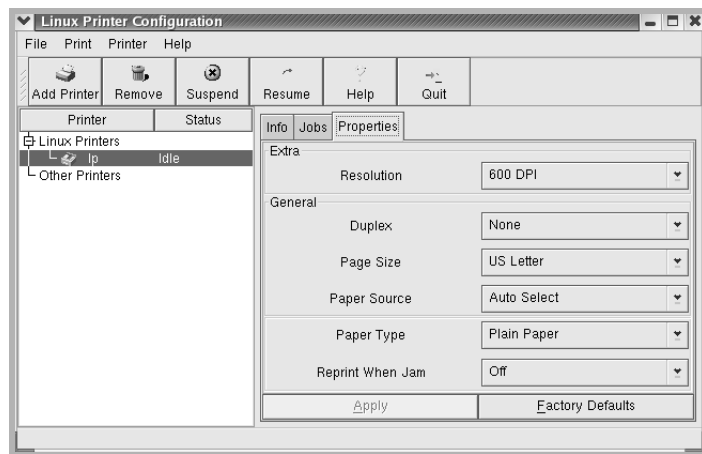 Linux Printer Configuration
File Print Printer Help
Add Printer Remove Suspend Resume Help Quit
Printer Status
Linux Printers
lp Idle
Other Printers
Info Jobs Properties
Extra
Resolution 600 DPI
General
Duplex None
Page Size US Letter
Paper Source Auto Select
Paper Type Plain Paper
Reprint When Jam Off
Apply Factory Defaults